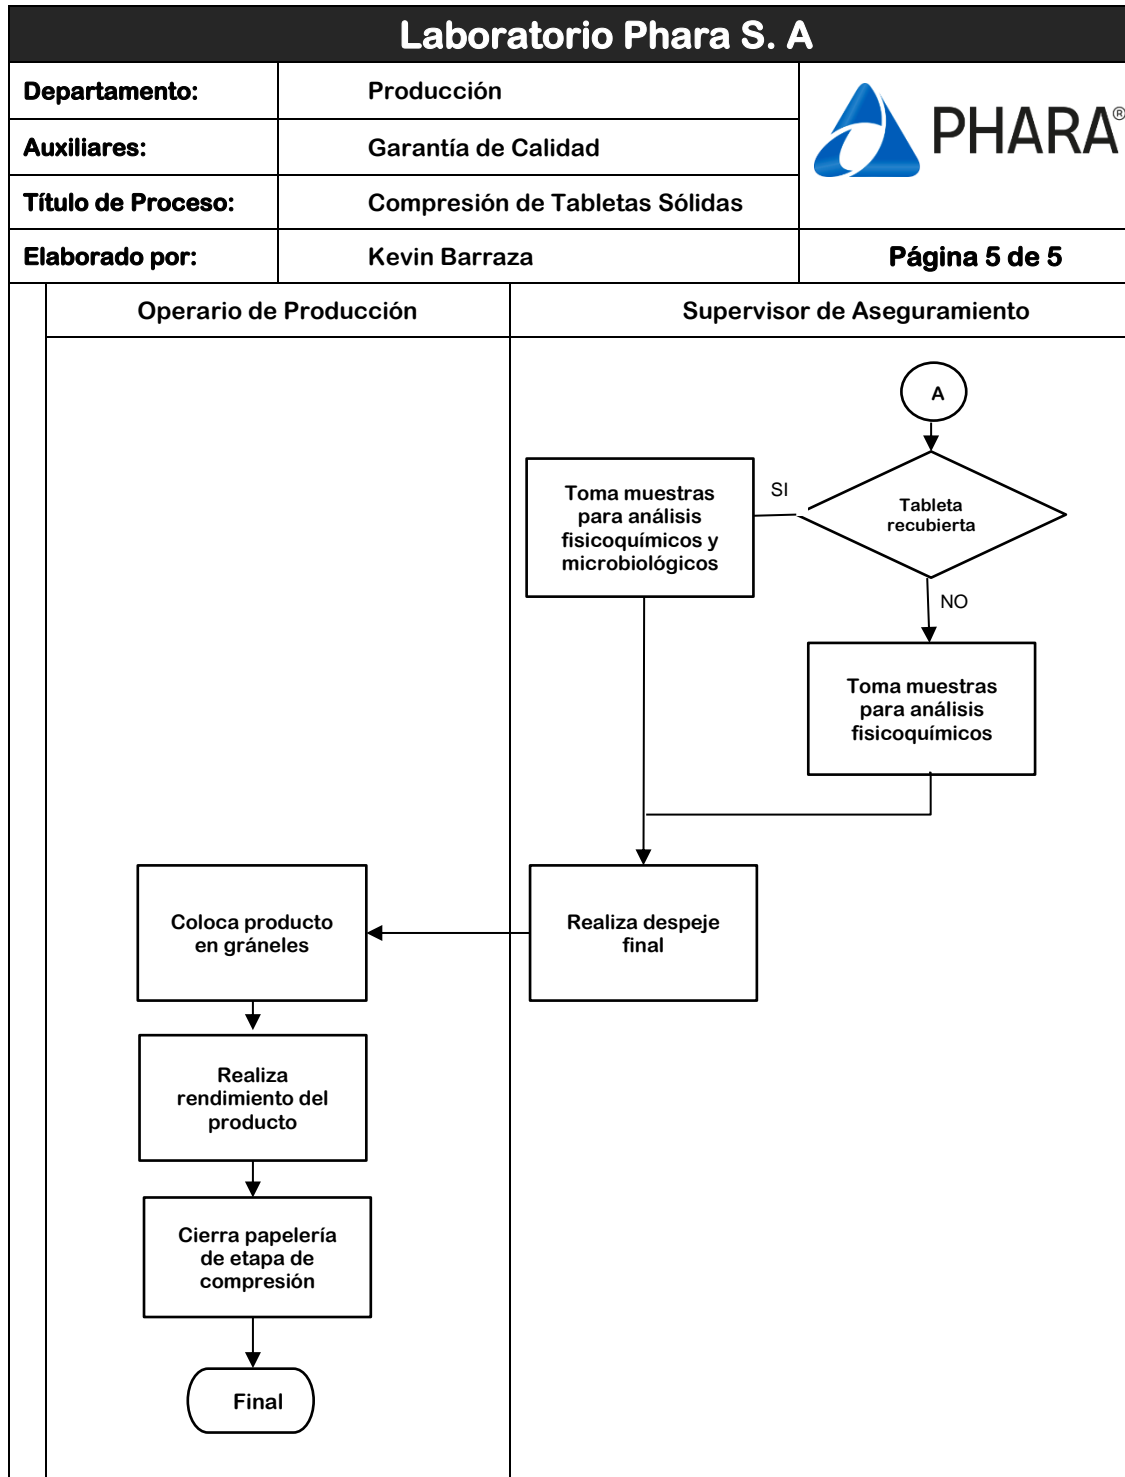 Laboratorio Phara S. A
Departamento:
Producción
PHARA®
Auxiliares:
Garantía de Calidad
Título de Proceso:
Compresión de Tabletas Sólidas
Elaborado por:
Kevin Barraza
Página 5 de 5
Operario de Producción
Supervisor de Aseguramiento
A
Tableta
recubierta
SI
Toma muestras
para análisis
fisicoquímicos y
microbiológicos
NO
Toma muestras
para análisis
fisicoquímicos
Realiza despeje
final
Coloca producto
en gráneles
Realiza
rendimiento del
producto
Cierra papelería
de etapa de
compresión
Final